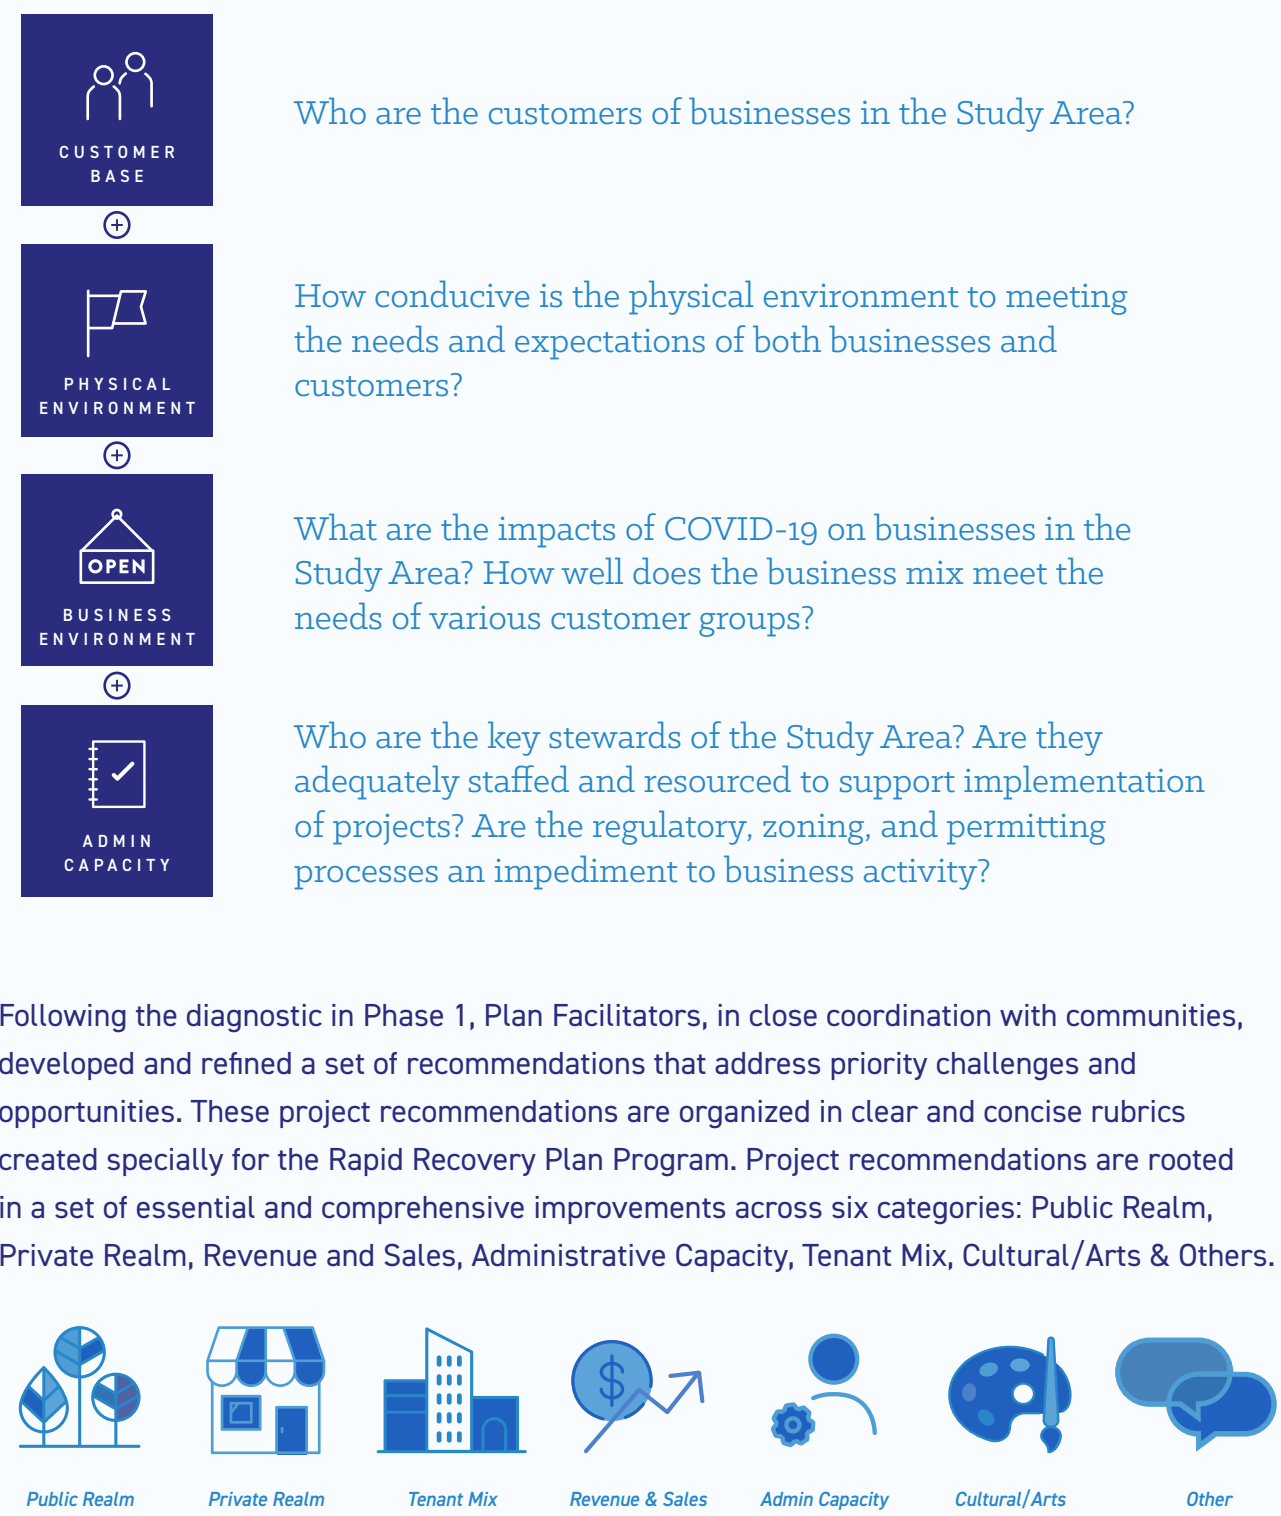 CUSTOMER
BASE
Who are the customers of businesses in the Study Area?
PHYSICAL
ENVIRONMENT
How conducive is the physical environment to meeting
the needs and expectations of both businesses and
customers?
OPEN
BUSINESS
ENVIRONMENT
What are the impacts of COVID-19 on businesses in the
Study Area? How well does the business mix meet the
needs of various customer groups?
ADMIN
CAPACITY
Who are the key stewards of the Study Area? Are they
adequately staffed and resourced to support implementation
of projects? Are the regulatory, zoning, and permitting
processes an impediment to business activity?
Following the diagnostic in Phase 1, Plan Facilitators, in close coordination with communities,
developed and refined a set of recommendations that address priority challenges and
opportunities. These project recommendations are organized in clear and concise rubrics
created specially for the Rapid Recovery Plan Program. Project recommendations are rooted
in a set of essential and comprehensive improvements across six categories: Public Realm,
Private Realm, Revenue and Sales, Administrative Capacity, Tenant Mix, Cultural/Arts & Others.
$
Public Realm
Private Realm
Tenant Mix
Revenue & Sales
Admin Capacity
Cultural/Arts
Other